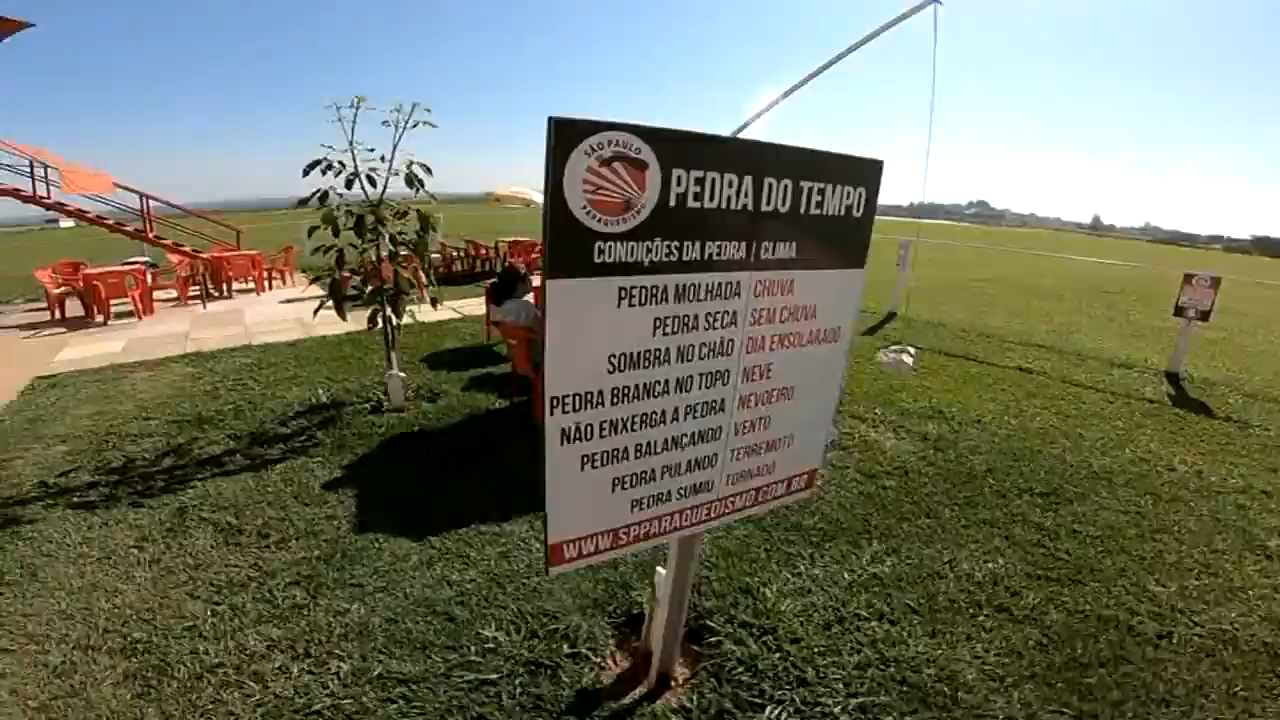 SÃO PAULO
PARAQUEDISMO
PEDRA DO TEMPO
CONDIÇÕES DA PEDRA / CLIMA
PEDRA MOLHADA CHUVA
PEDRA SECA SEM CHUVA
SOMBRA NO CHÃO DIA ENSOLARADO
PEDRA BRANCA NO TOPO NEVE
NÃO ENXERGA A PEDRA NEVOEIRO
PEDRA BALANÇANDO VENTO
PEDRA PULANDO TERREMOTO
PEDRA SUMIU TORNADO
WWW.SPPARAQUEDISMO.COM.BR